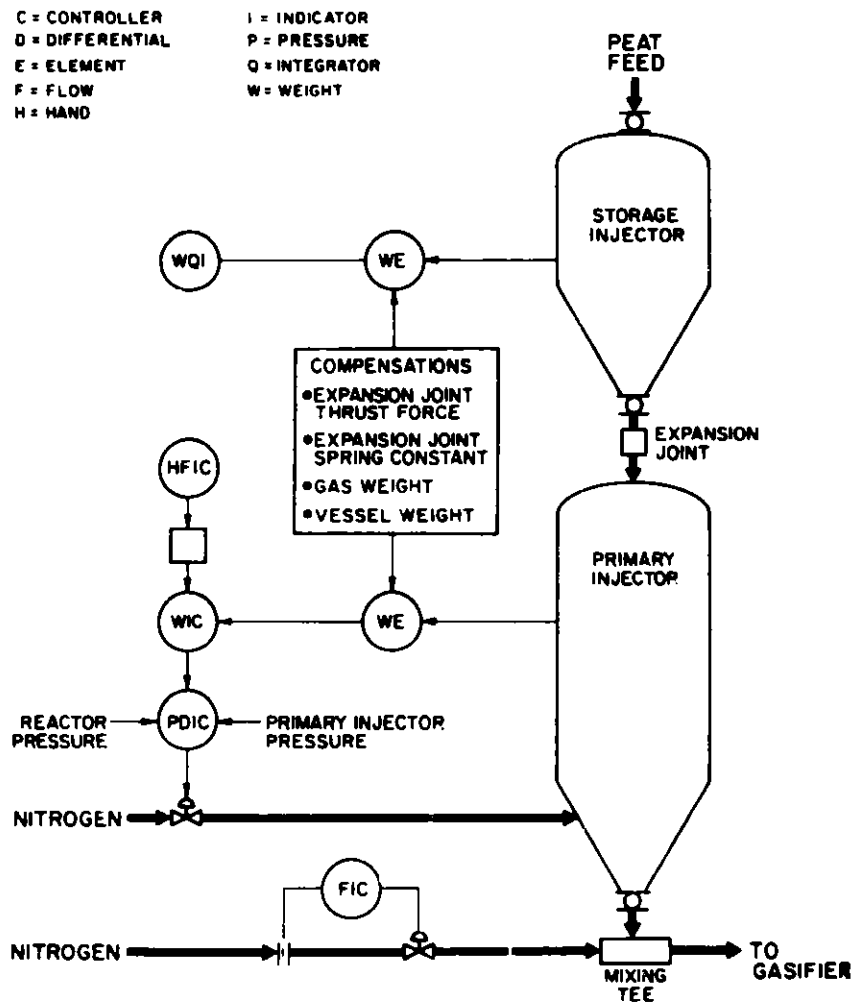 C = CONTROLLER
D = DIFFERENTIAL
E = ELEMENT
F = FLOW
H = HAND
I = INDICATOR
P = PRESSURE
Q = INTEGRATOR
W = WEIGHT
PEAT
FEED
STORAGE
INJECTOR
WQI
WE
COMPENSATIONS
•EXPANSION JOINT
THRUST FORCE
•EXPANSION JOINT
SPRING CONSTANT
•GAS WEIGHT
•VESSEL WEIGHT
EXPANSION
JOINT
HFIC
PRIMARY
INJECTOR
WIC
WE
REACTOR
PRESSURE
PDIC
PRIMARY INJECTOR
PRESSURE
NITROGEN
FIC
NITROGEN
MIXING
TEE
TO
GASIFIER